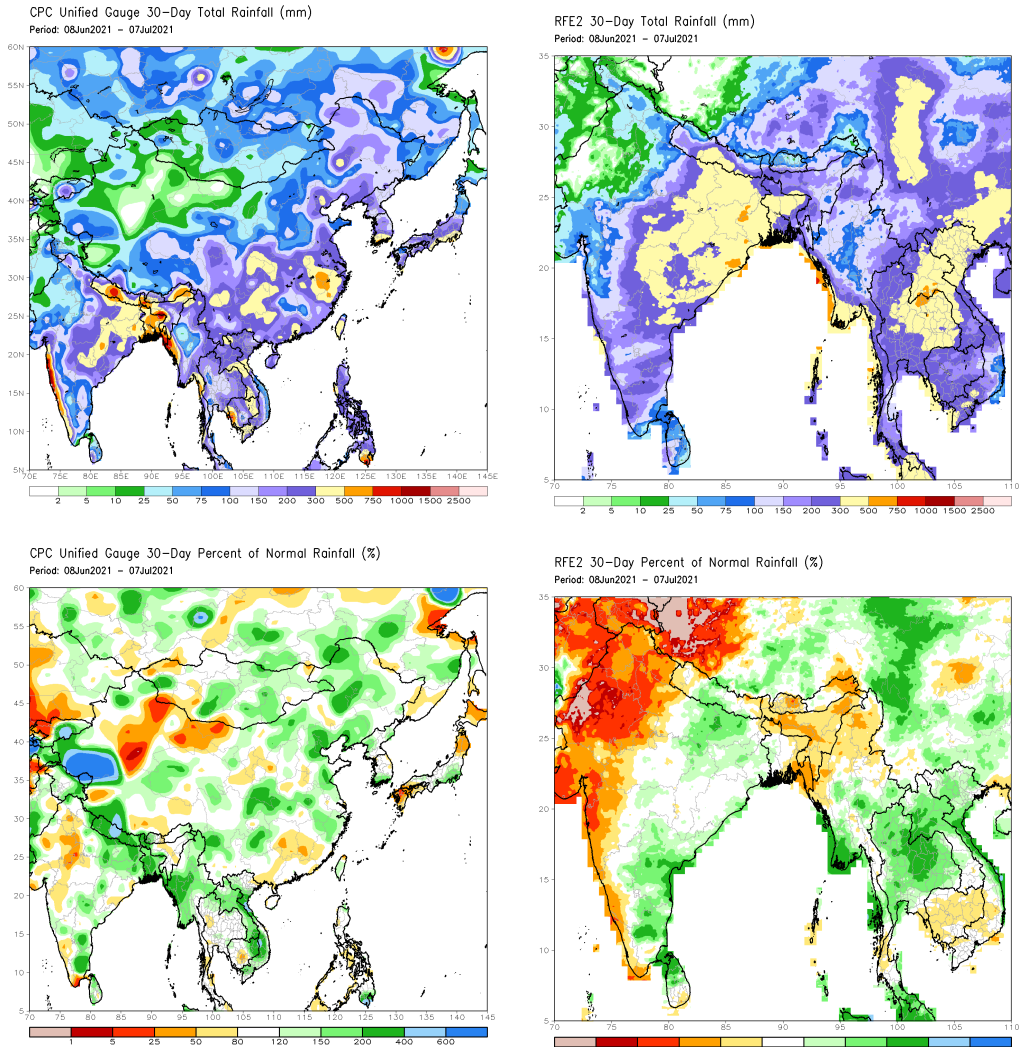 CPC Unified Gauge 30-Day Total Rainfall (mm)
Period: 08Jun2021 - 07Jul2021
60N
55N
50N
45N
40N
35N
30N
25N
20N
15N
10N
5N
70E 75E 80E 85E 90E 95E 100E 105E 110E 115E 120E 125E 130E 135E 140E 145E
2 5 10 25 50 75 100 150 200 300 500 750 1000 1500 2500
RFE2 30-Day Total Rainfall (mm)
Period: 08Jun2021 - 07Jul2021
35
30
25
20
15
10
5
70 75 80 85 90 95 100 105 110
2 5 10 25 50 75 100 150 200 300 500 750 1000 1500 2500
CPC Unified Gauge 30-Day Percent of Normal Rainfall (%)
Period: 08Jun2021 - 07Jul2021
60
55
50
45
40
35
30
25
20
15
10
5
70 75 80 85 90 95 100 105 110 115 120 125 130 135 140 145
1 5 25 50 80 120 150 200 400 600
RFE2 30-Day Percent of Normal Rainfall (%)
Period: 08Jun2021 - 07Jul2021
35
30
25
20
15
10
5
70 75 80 85 90 95 100 105 110